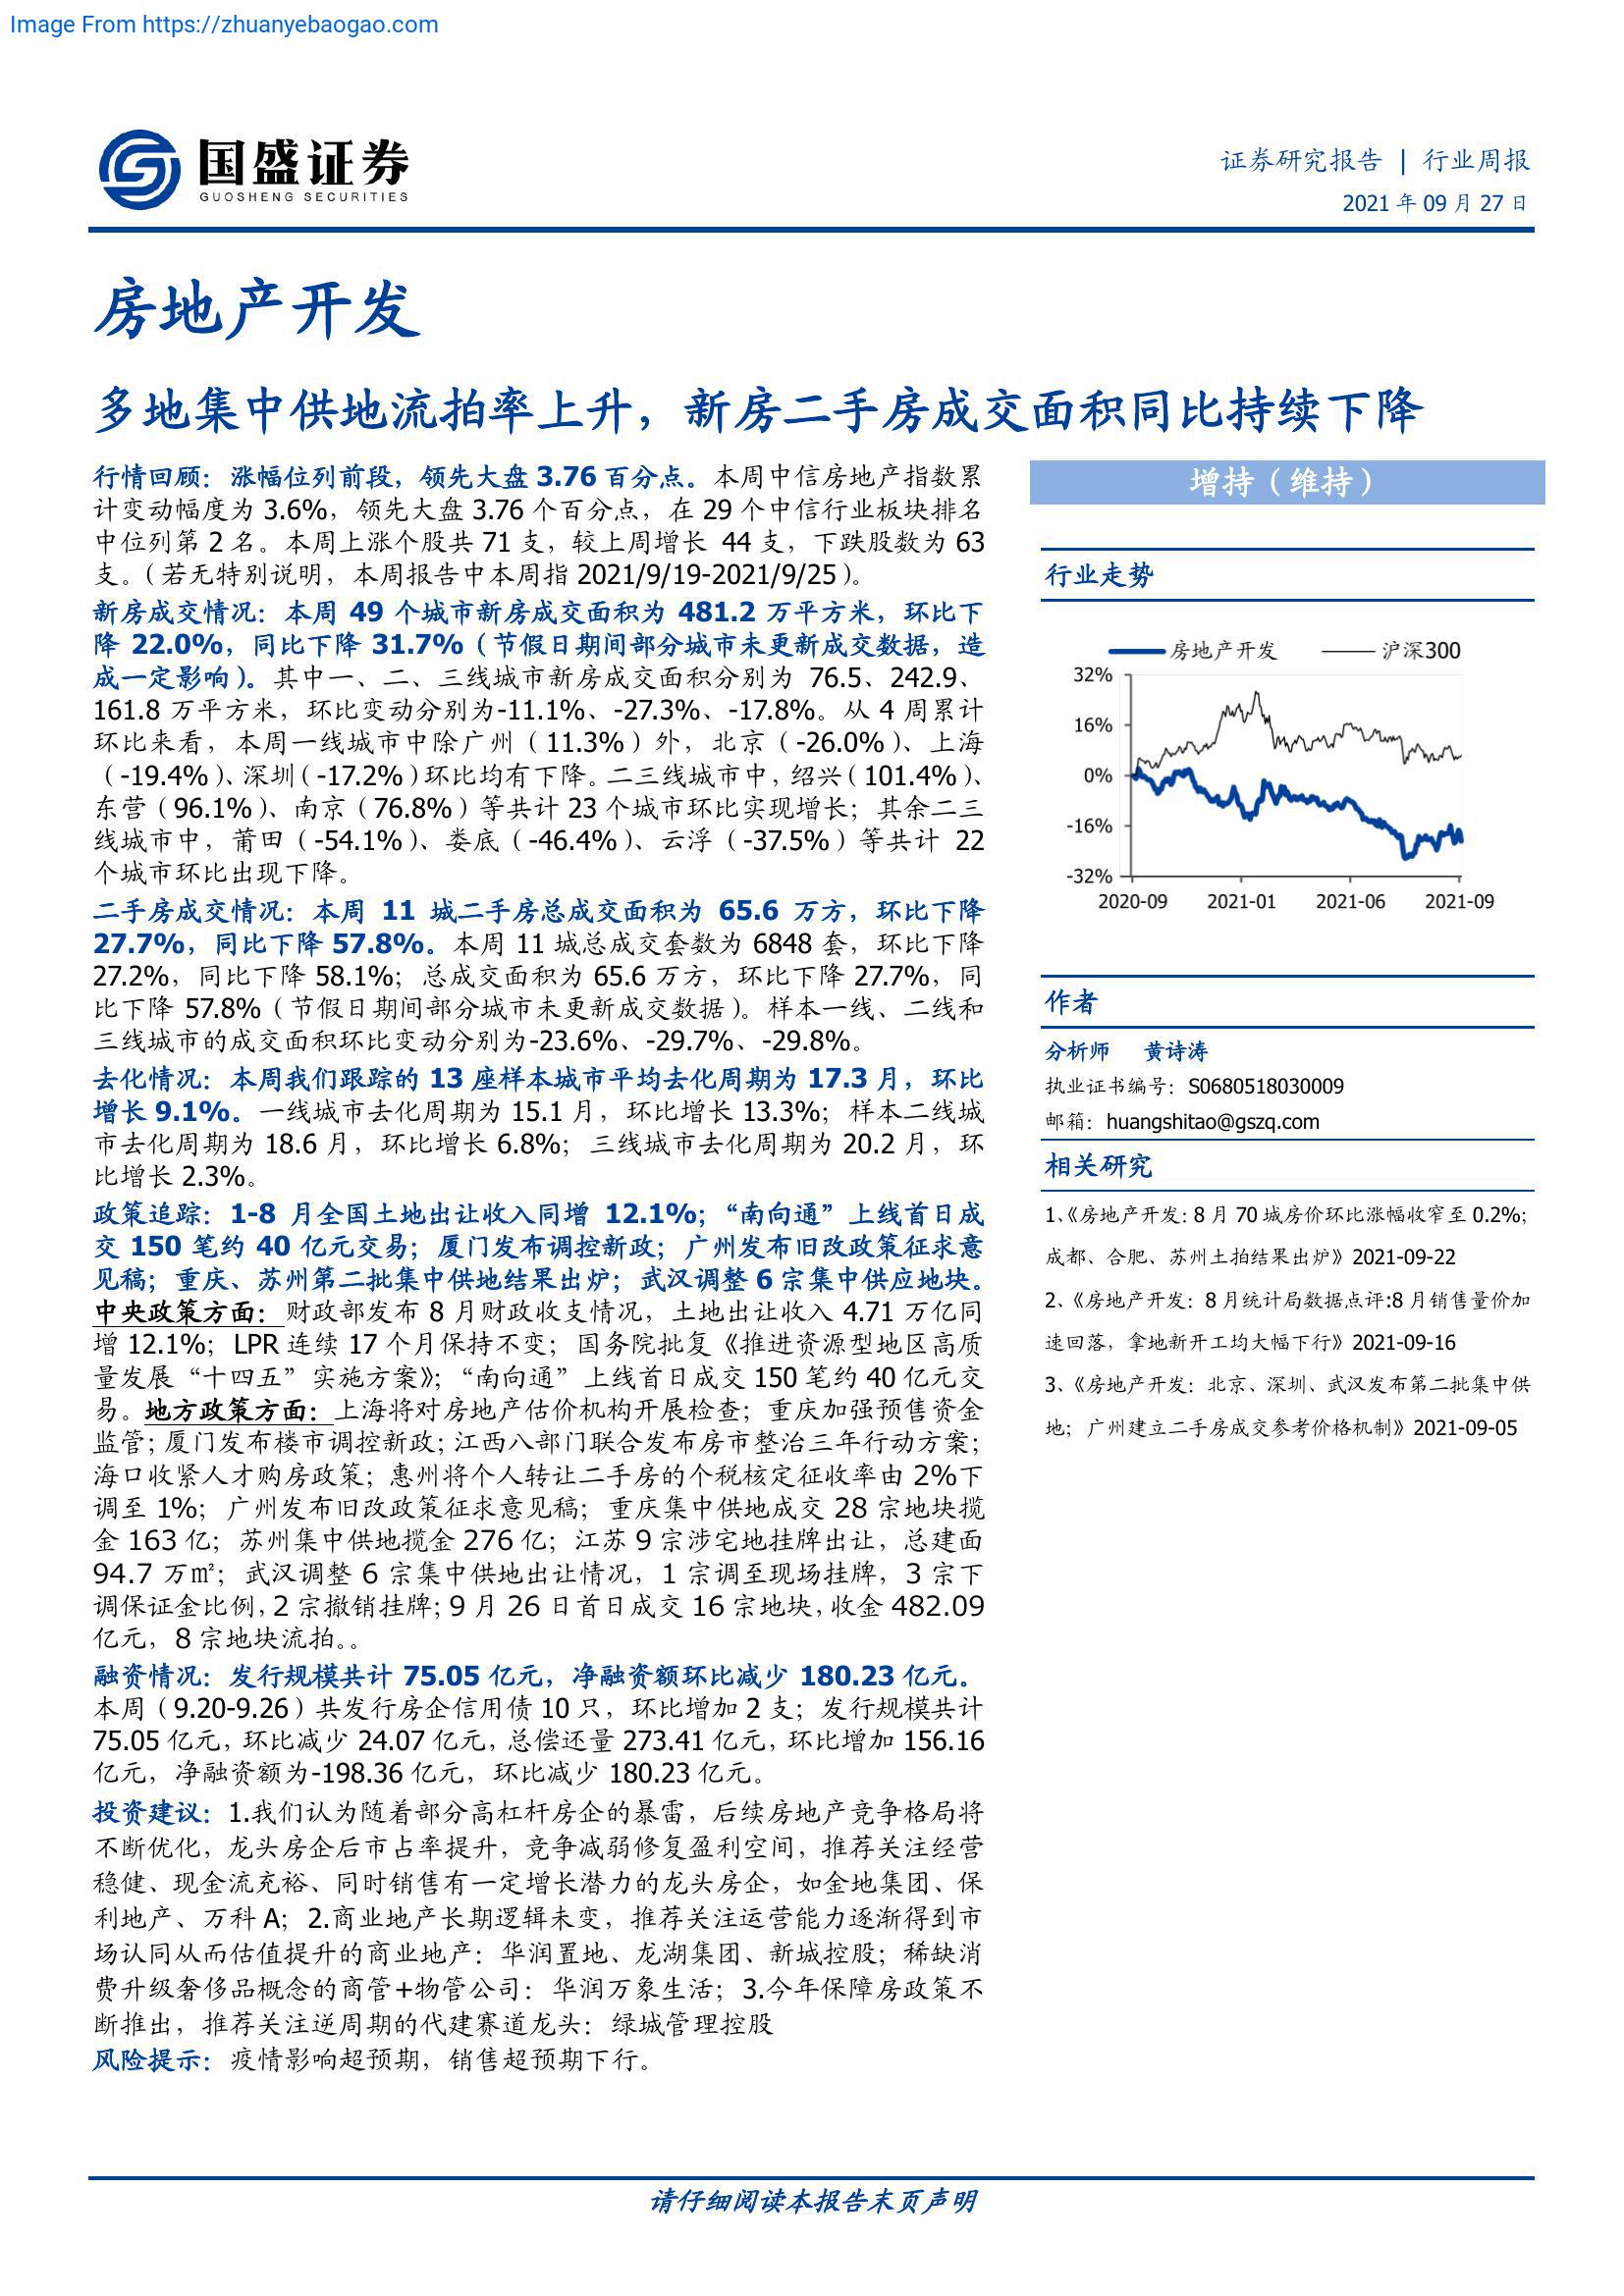 Image From https://zhuanyebaogao.com
国盛证券
GUOSHENG SECURITIES
证券研究报告 | 行业周报
2021 年 09 月 27 日
房地产开发
多地集中供地流拍率上升，新房二手房成交面积同比持续下降
行情回顾：涨幅位列前段，领先大盘 3.76 百分点。本周中信房地产指数累
计变动幅度为 3.6%，领先大盘 3.76 个百分点，在 29 个中信行业板块排名
中位列第 2 名。本周上涨个股共 71 支，较上周增长 44 支，下跌股数为 63
支。（若无特别说明，本周报告中本周指 2021/9/19-2021/9/25）。
新房成交情况：本周 49 个城市新房成交面积为 481.2 万平方米，环比下
降 22.0%，同比下降 31.7%（节假日期间部分城市未更新成交数据，造
成一定影响）。其中一、二、三线城市新房成交面积分别为 76.5、242.9、
161.8 万平方米，环比变动分别为-11.1%、-27.3%、-17.8%。从 4 周累计
环比来看，本周一线城市中除广州（11.3%）外，北京（-26.0%）、上海
（-19.4%）、深圳（-17.2%）环比均有下降。二三线城市中，绍兴（101.4%）、
东营（96.1%）、南京（76.8%）等共计 23 个城市环比实现增长；其余二三
线城市中，莆田（-54.1%）、娄底（-46.4%）、云浮（-37.5%）等共计 22
个城市环比出现下降。
二手房成交情况：本周 11 城二手房总成交面积为 65.6 万方，环比下降
27.7%，同比下降 57.8%。本周 11 城总成交套数为 6848 套，环比下降
27.2%，同比下降 58.1%；总成交面积为 65.6 万方，环比下降 27.7%，同
比下降 57.8%（节假日期间部分城市未更新成交数据）。样本一线、二线和
三线城市的成交面积环比变动分别为-23.6%、-29.7%、-29.8%。
去化情况：本周我们跟踪的 13 座样本城市平均去化周期为 17.3 月，环比
增长 9.1%。一线城市去化周期为 15.1 月，环比增长 13.3%；样本二线城
市去化周期为 18.6 月，环比增长 6.8%；三线城市去化周期为 20.2 月，环
比增长 2.3%。
政策追踪：1-8 月全国土地出让收入同增 12.1%；“南向通”上线首日成
交 150 笔约 40 亿元交易；厦门发布调控新政；广州发布旧改政策征求意
见稿；重庆、苏州第二批集中供地结果出炉；武汉调整 6 宗集中供应地块。
中央政策方面：财政部发布 8 月财政收支情况，土地出让收入 4.71 万亿同
增 12.1%；LPR 连续 17 个月保持不变；国务院批复《推进资源型地区高质
量发展“十四五”实施方案》；“南向通”上线首日成交 150 笔约 40 亿元交
易。地方政策方面：上海将对房地产估价机构开展检查；重庆加强预售资金
监管；厦门发布楼市调控新政；江西八部门联合发布房市整治三年行动方案；
海口收紧人才购房政策；惠州将个人转让二手房的个税核定征收率由 2%下
调至 1%；广州发布旧改政策征求意见稿；重庆集中供地成交 28 宗地块揽
金 163 亿；苏州集中供地揽金 276 亿；江苏 9 宗涉宅地挂牌出让，总建面
94.7 万㎡；武汉调整 6 宗集中供地出让情况，1 宗调至现场挂牌，3 宗下
调保证金比例，2 宗撤销挂牌；9 月 26 日首日成交 16 宗地块，收金 482.09
亿元，8 宗地块流拍。。
融资情况：发行规模共计 75.05 亿元，净融资额环比减少 180.23 亿元。
本周（9.20-9.26）共发行房企信用债 10 只，环比增加 2 支；发行规模共计
75.05 亿元，环比减少 24.07 亿元，总偿还量 273.41 亿元，环比增加 156.16
亿元，净融资额为-198.36 亿元，环比减少 180.23 亿元。
投资建议：1.我们认为随着部分高杠杆房企的暴雷，后续房地产竞争格局将
不断优化，龙头房企后市占率提升，竞争减弱修复盈利空间，推荐关注经营
稳健、现金流充裕、同时销售有一定增长潜力的龙头房企，如金地集团、保
利地产、万科 A；2.商业地产长期逻辑未变，推荐关注运营能力逐渐得到市
场认同从而估值提升的商业地产：华润置地、龙湖集团、新城控股；稀缺消
费升级奢侈品概念的商管+物管公司：华润万象生活；3.今年保障房政策不
断推出，推荐关注逆周期的代建赛道龙头：绿城管理控股
风险提示：疫情影响超预期，销售超预期下行。
增持（维持）
行业走势
房地产开发 沪深300
32%
16%
0%
-16%
-32%
2020-09 2021-01 2021-06 2021-09
作者
分析师 黄诗涛
执业证书编号：S0680518030009
邮箱：huangshitao@gszq.com
相关研究
1、《房地产开发：8 月 70 城房价环比涨幅收窄至 0.2%；
成都、合肥、苏州土拍结果出炉》2021-09-22
2、《房地产开发：8 月统计局数据点评:8 月销售量价加
速回落，拿地新开工均大幅下行》2021-09-16
3、《房地产开发：北京、深圳、武汉发布第二批集中供
地；广州建立二手房成交参考价格机制》2021-09-05
请仔细阅读本报告末页声明